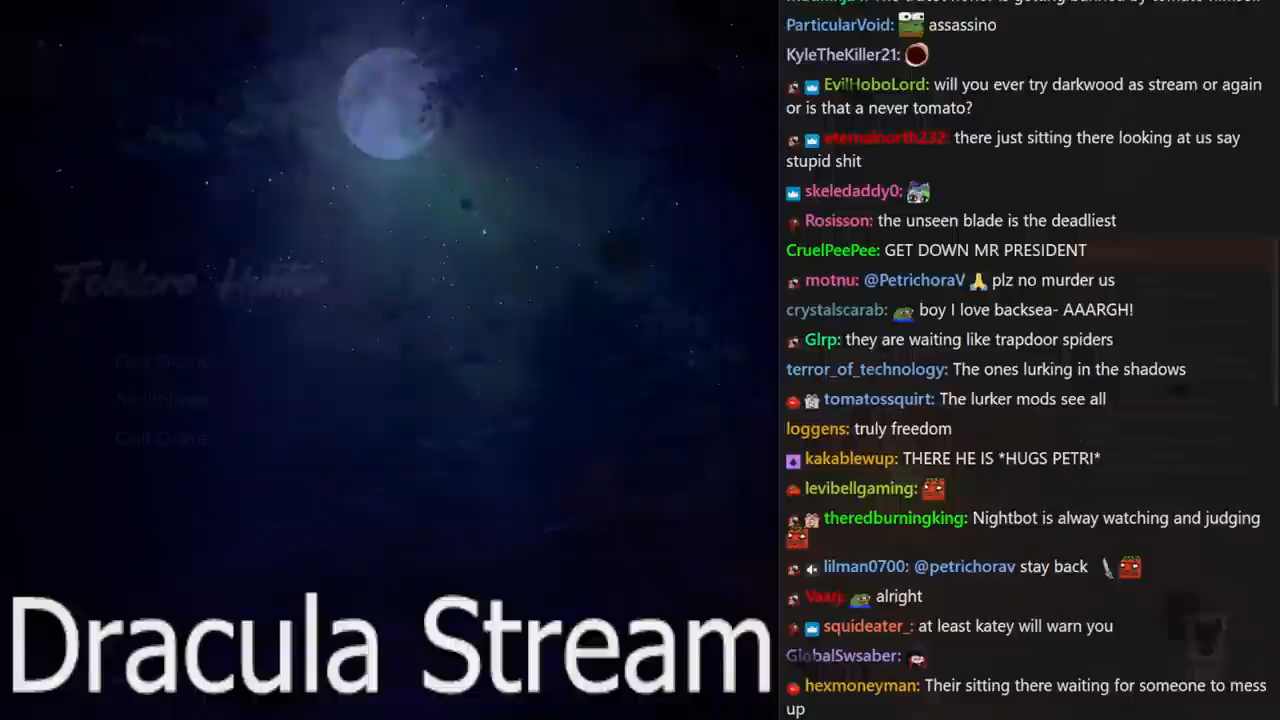 ParticularVoid: assassino
KyleTheKiller21:
EvilHoboLord: will you ever try darkwood as stream or again
or is that a never tomato?
eternalnorth232: there just sitting there looking at us say
stupid shit
skeledaddy0:
Rosisson: the unseen blade is the deadliest
CruelPeePee: GET DOWN MR PRESIDENT
motnu: @PetrichoraV plz no murder us
crystalscarab: boy I love backsea- AAARGH!
Glrp: they are waiting like trapdoor spiders
terror_of_technology: The ones lurking in the shadows
tomatossquirt: The lurker mods see all
loggens: truly freedom
kakablewup: THERE HE IS *HUGS PETRI*
levibellgaming:
theredburningking: Nightbot is alway watching and judging
lilman0700: @petrichorav stay back
Vaarj: alright
squideater_: at least katey will warn you
GlobalSwsaber:
hexmoneyman: Their sitting there waiting for someone to mess
up
Folklore Hunter
Multiplayer
Quit Game
Dracula Stream